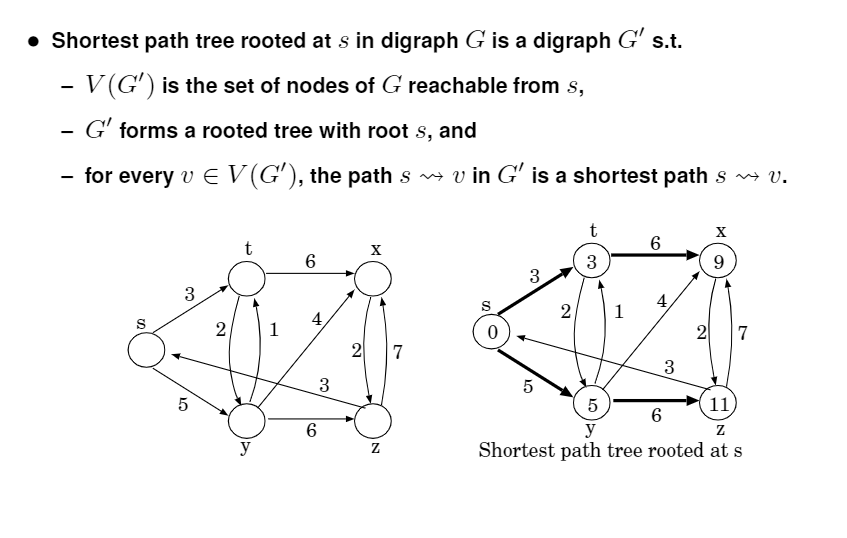 • Shortest path tree rooted at s in digraph G is a digraph G′ s.t.
– V(G′) is the set of nodes of G reachable from s,
– G′ forms a rooted tree with root s, and
– for every v ∈ V(G′), the path s ⇝ v in G′ is a shortest path s ⇝ v.
t x
6
3
s
2 1 4 2 7
3
5
6
y z
t x
6
3 9
3
s
2 1 4 2 7
0
3
5
5 11
6
y z
Shortest path tree rooted at s